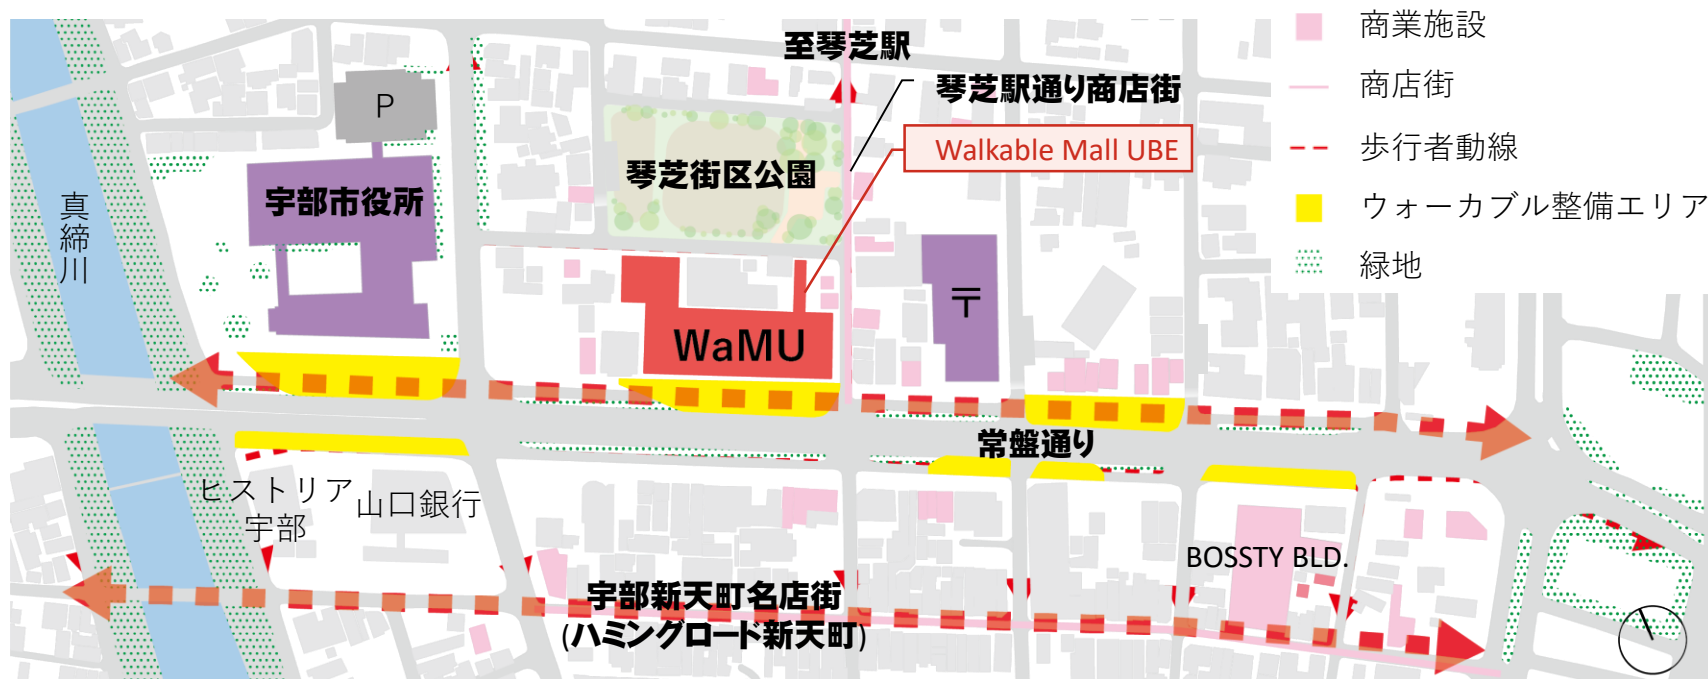 商業施設
商店街
歩行者動線
ウォーカブル整備エリア
緑地
至琴芝駅
琴芝駅通り商店街
Walkable Mall UBE
P
宇部市役所
琴芝街区公園
真締川
〒
WaMU
常盤通り
ヒストリア
宇部
山口銀行
BOSSTY BLD.
宇部新天町名店街
(ハミングロード新天町)